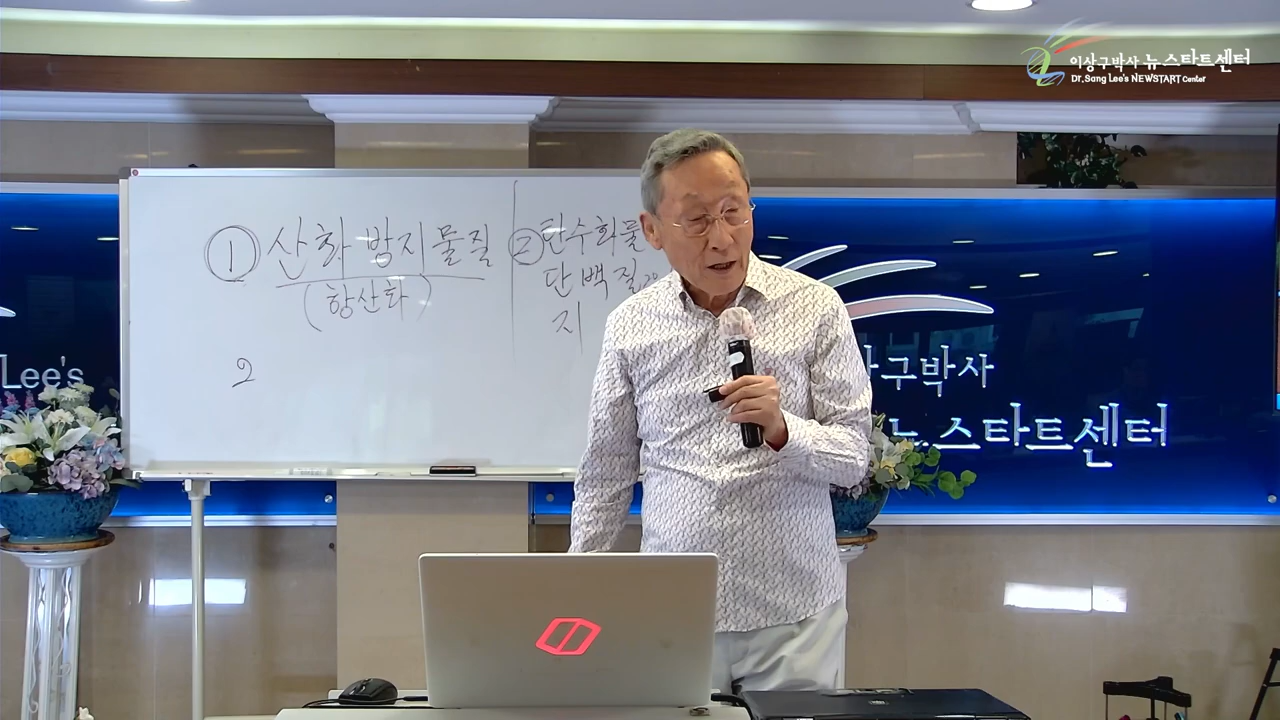 이상구박사 뉴스타트센터
Dr. Sang Lee's NEWSTART Center
① 산화 방지 물질
(항산화)
2
② 탄수화물
단백질
지
Lee's
구박사
뉴스타트센터